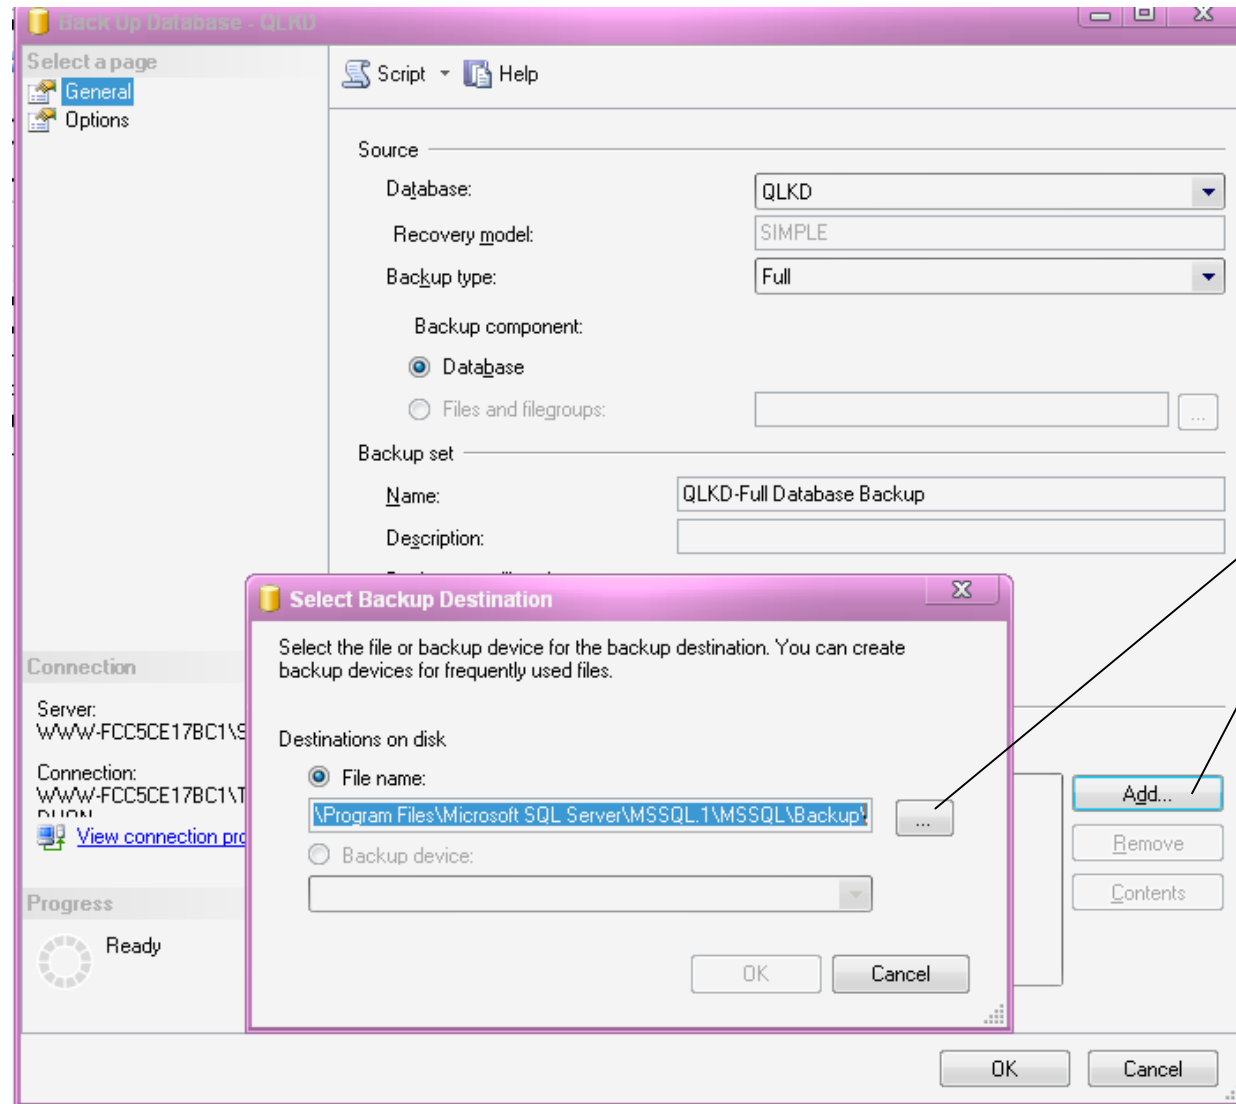 Back Up Database - QLKD
Select a page
General
Options
Script
Help
Source
Database:
QLKD
Recovery model:
SIMPLE
Backup type:
Full
Backup component:
Database
Files and filegroups:
...
Backup set
Name:
QLKD-Full Database Backup
Description:
Select Backup Destination
Select the file or backup device for the backup destination. You can create
backup devices for frequently used files.
Destinations on disk
File name:
\Program Files\Microsoft SQL Server\MSSQL.1\MSSQL\Backup\
...
Backup device:
OK
Cancel
Connection
Server:
WWW-FCC5CE17BC1\S
Connection:
WWW-FCC5CE17BC1\T
View connection pro
Progress
Ready
Add...
Remove
Contents
OK
Cancel